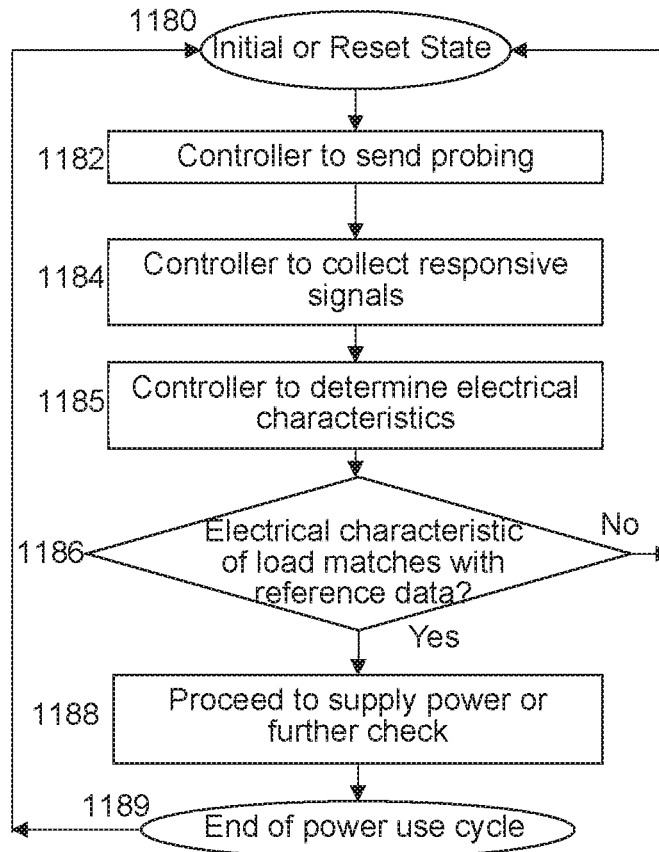 1180
Initial or Reset State
1182
Controller to send probing
1184
Controller to collect responsive
signals
1185
Controller to determine electrical
characteristics
1186
Electrical characteristic
of load matches with
reference data?
No
Yes
1188
Proceed to supply power or
further check
1189
End of power use cycle